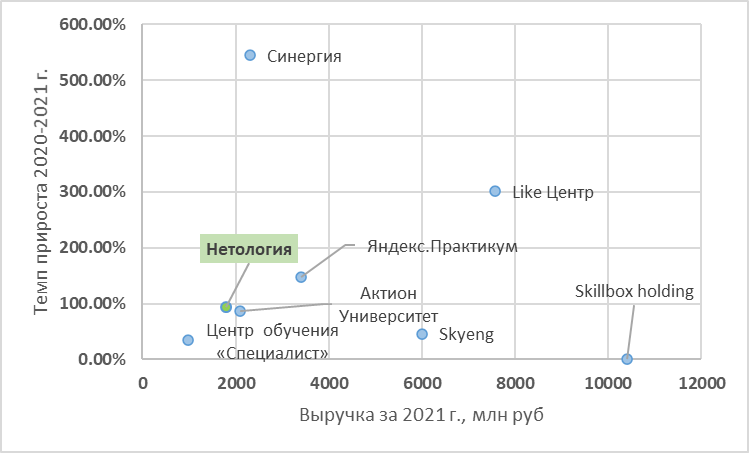 600.00%
500.00%
400.00%
300.00%
200.00%
100.00%
0.00%
Темп прироста 2020-2021 г.
Синергия
Like Центр
Нетология
Яндекс.Практикум
Актион
Университет
Skillbox holding
Центр обучения
«Специалист»
Skyeng
0
2000
4000
6000
8000
10000
12000
Выручка за 2021 г., млн руб